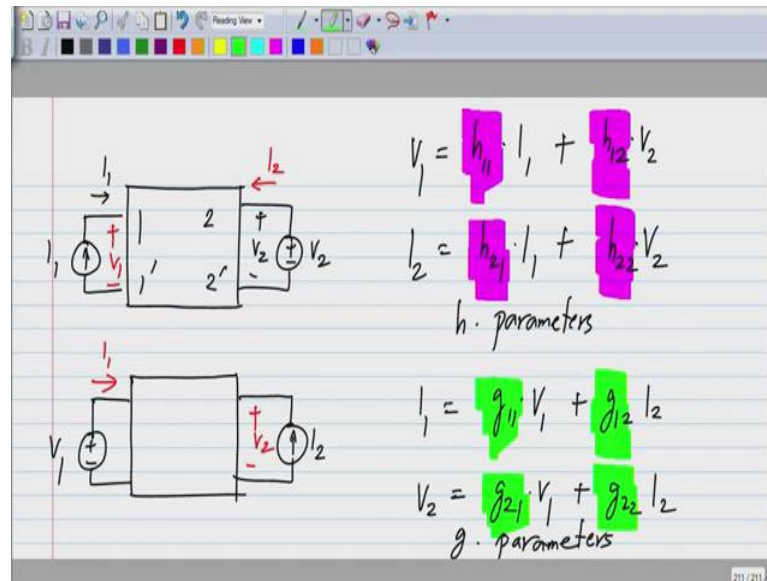 Reading View
B I
I₁
I₂
V₁ = h₁₁·I₁ + h₁₂·V₂
I₁
+
V₁
-
1
1'
2
2'
+
V₂
-
V₂
I₂ = h₂₁·I₁ + h₂₂·V₂
h. parameters
I₁
V₁
+
V₂
-
I₂
I₁ = g₁₁·V₁ + g₁₂ I₂
V₂ = g₂₁·V₁ + g₂₂ I₂
g. parameters
211 / 211